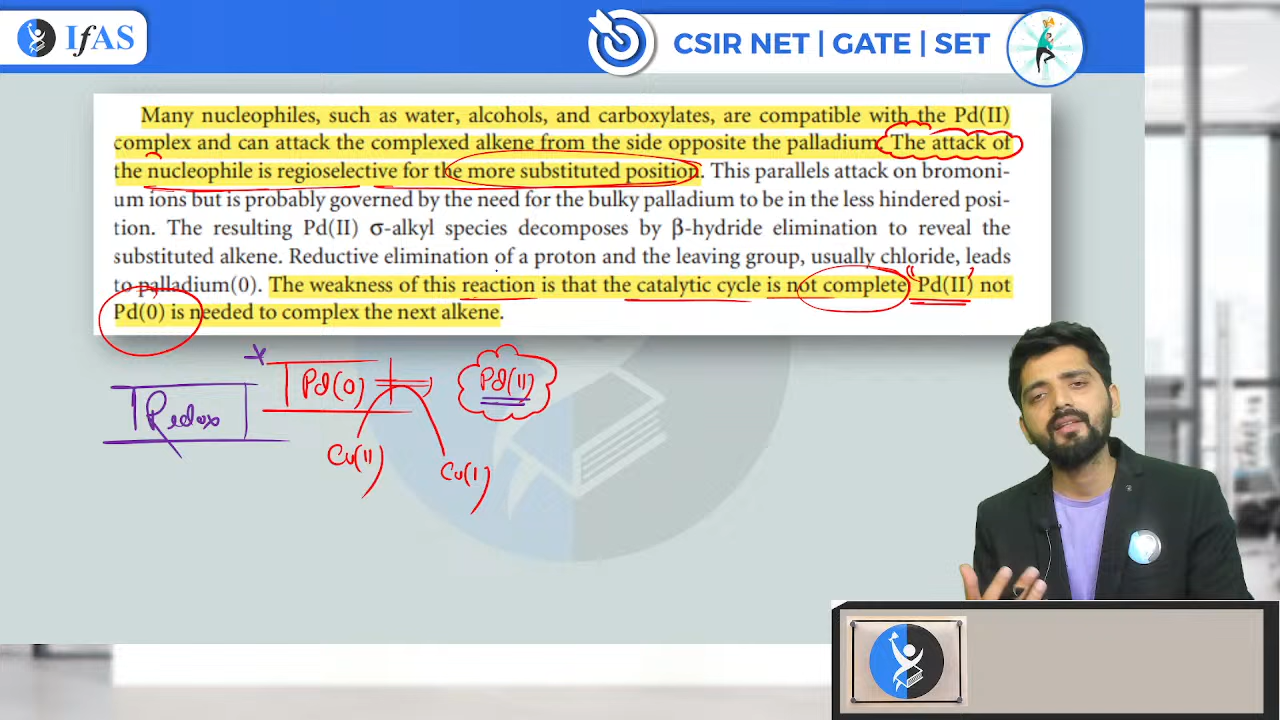 IfAS
CSIR NET | GATE | SET
Many nucleophiles, such as water, alcohols, and carboxylates, are compatible with the Pd(II)
complex and can attack the complexed alkene from the side opposite the palladium. The attack of
the nucleophile is regioselective for the more substituted position. This parallels attack on bromoni-
um ions but is probably governed by the need for the bulky palladium to be in the less hindered posi-
tion. The resulting Pd(II) σ-alkyl species decomposes by β-hydride elimination to reveal the
substituted alkene. Reductive elimination of a proton and the leaving group, usually chloride, leads
to palladium(0). The weakness of this reaction is that the catalytic cycle is not complete Pd(II) not
Pd(0) is needed to complex the next alkene.
Redox
Pd(0)
Pd(II)
Cu(II)
Cu(I)